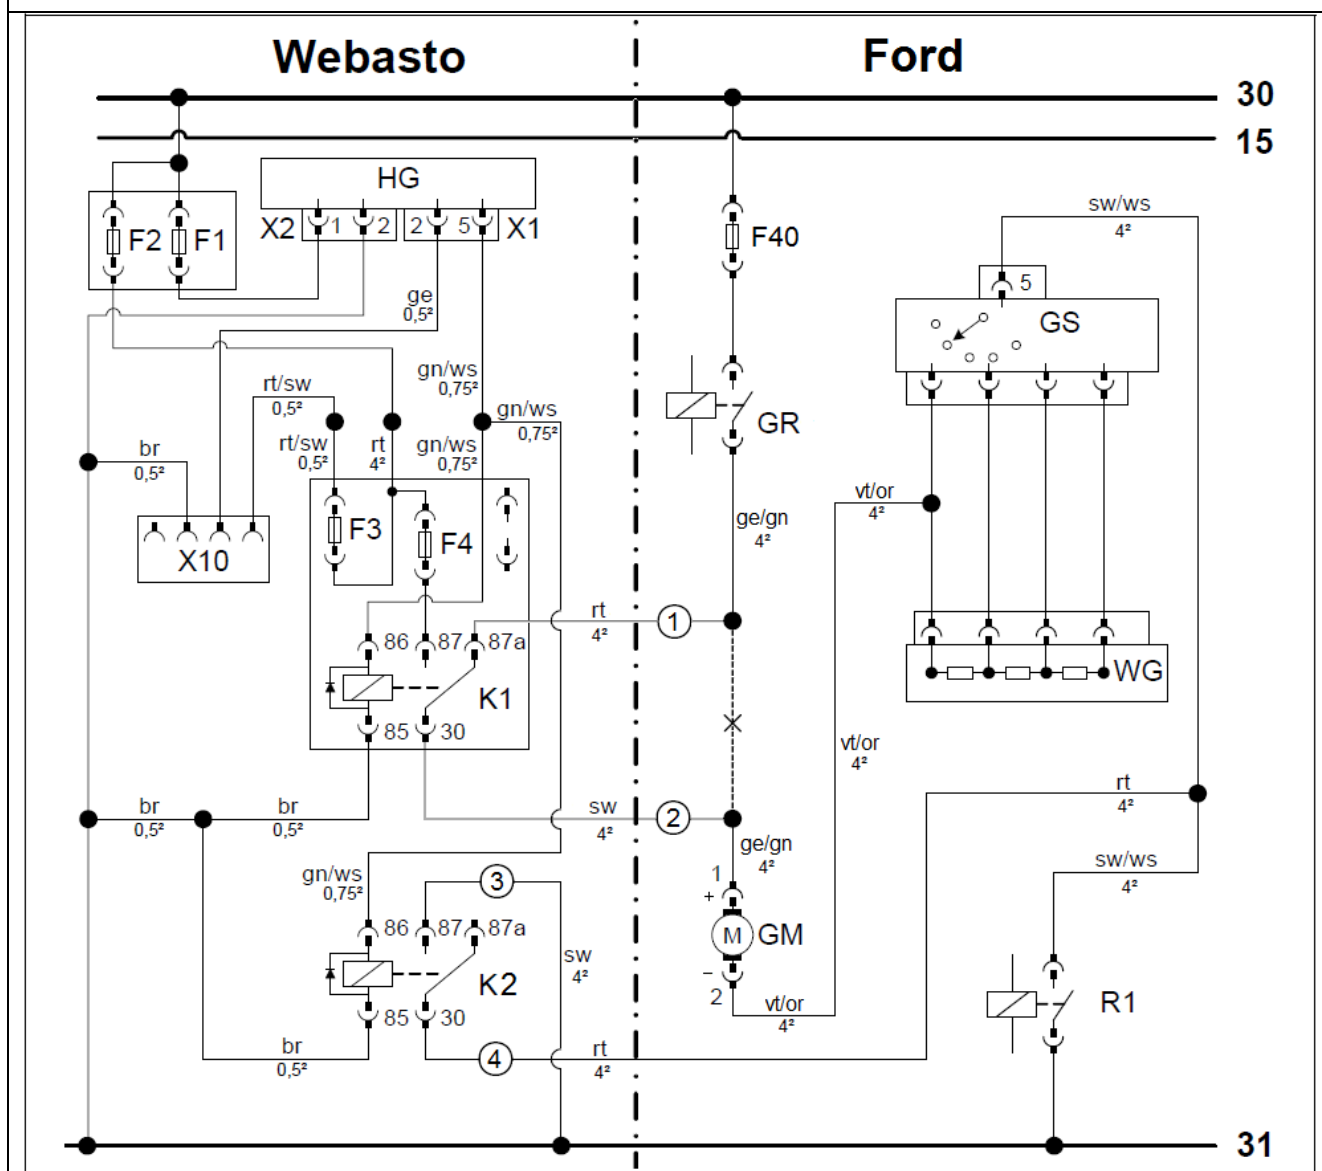 Webasto
Ford
30
15
HG
X2 1 2 2 5 X1
F2 F1
F40
sw/ws
4²
5
GS
ge
0,5²
gn/ws
0,75²
gn/ws
0,75²
rt/sw
0,5²
rt/sw
0,5²
rt
4²
gn/ws
0,75²
GR
br
0,5²
vt/or
4²
ge/gn
4²
X10
F3
F4
rt
4²
1
86 87 87a
K1
85 30
WG
vt/or
4²
br
0,5²
br
0,5²
sw
4²
2
rt
4²
ge/gn
4²
sw/ws
4²
gn/ws
0,75²
3
1
+
M GM
–
2
86 87 87a
sw
4²
K2
85 30
vt/or
4²
R1
br
0,5²
4
rt
4²
31